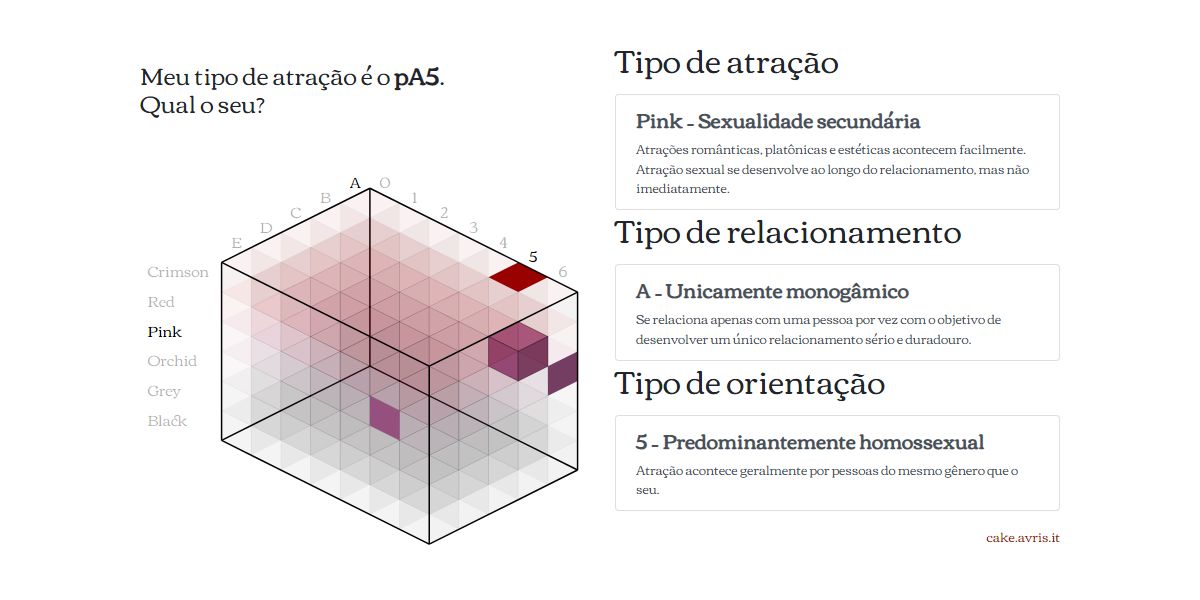 Meu tipo de atração é o pA5.
Qual o seu?
A
0
B
1
C
2
D
3
E
4
5
6
Crimson
Red
Pink
Orchid
Grey
Black
Tipo de atração
Pink - Sexualidade secundária
Atrações românticas, platônicas e estéticas acontecem facilmente.
Atração sexual se desenvolve ao longo do relacionamento, mas não
imediatamente.
Tipo de relacionamento
A - Unicamente monogâmico
Se relaciona apenas com uma pessoa por vez com o objetivo de
desenvolver um único relacionamento sério e duradouro.
Tipo de orientação
5 - Predominantemente homossexual
Atração acontece geralmente por pessoas do mesmo gênero que o
seu.
cake.avris.it